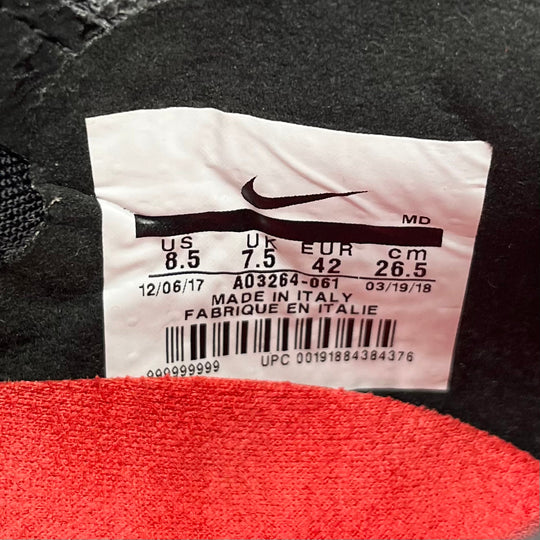 MD
US UK EUR cm
8.5 7.5 42 26.5
12/06/17 AO3264-061 03/19/18
MADE IN ITALY
FABRIQUE EN ITALIE
999999999 UPC 00191884384376